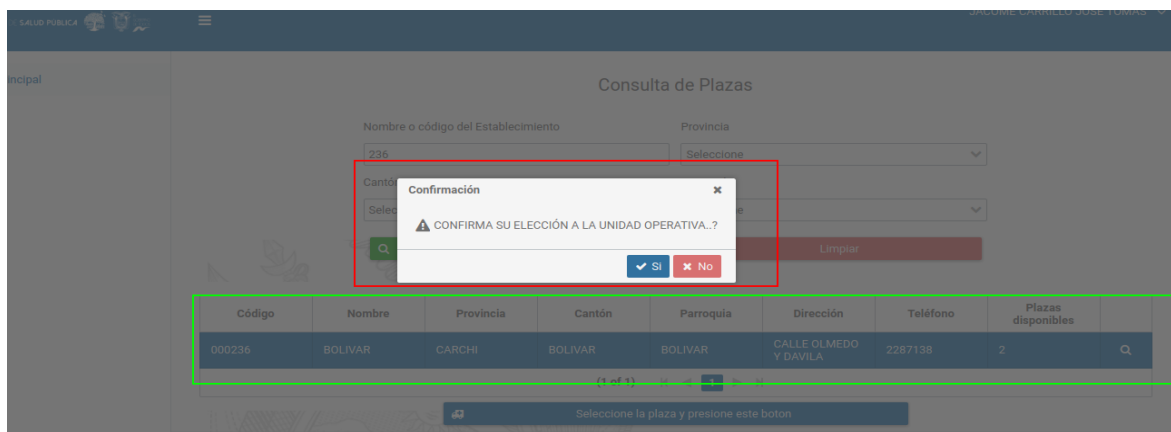 SALUD PUBLICA
JACOME CARRILLO JOSE TOMAS
incipal
Consulta de Plazas
Nombre o código del Establecimiento
Provincia
236
Seleccione
Confirmación
CONFIRMA SU ELECCIÓN A LA UNIDAD OPERATIVA..?
Si
No
Limpiar
Código Nombre Provincia Cantón Parroquia Dirección Teléfono Plazas disponibles
000236 BOLIVAR CARCHI BOLIVAR BOLIVAR CALLE OLMEDO Y DAVILA 2287138 2
(1 of 1) 1
Seleccione la plaza y presione este boton